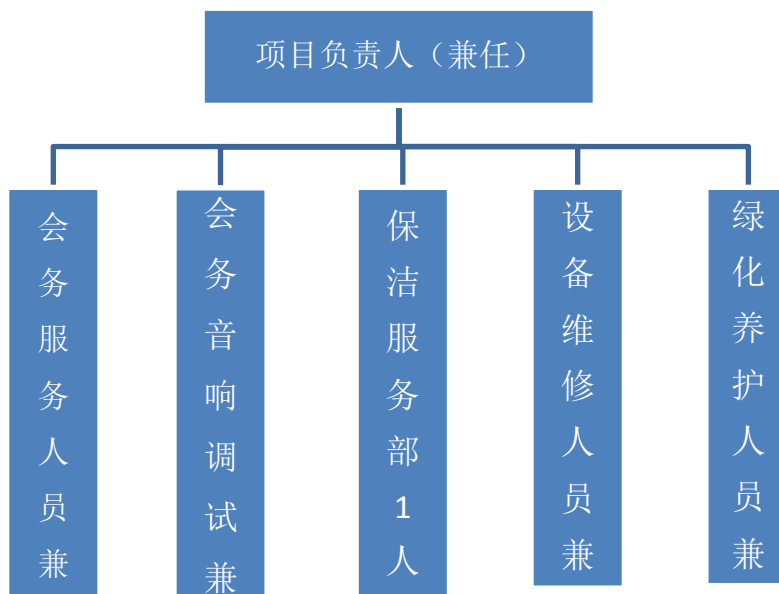 项目负责人（兼任）
会务服务人员兼
会务音响调试兼
保洁服务部1人
设备维修人员兼
绿化养护人员兼